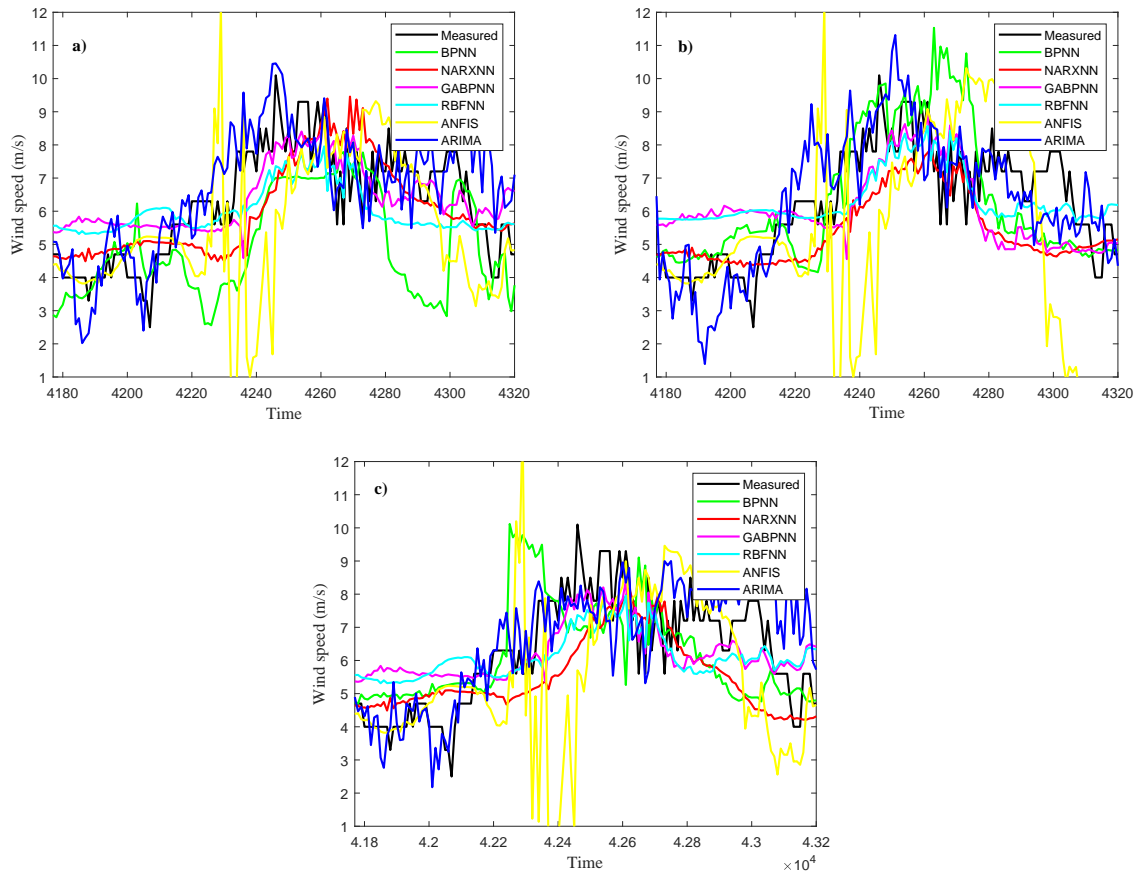 12
11
10
9
8
7
6
5
4
3
2
1
Wind speed (m/s)
a)
Measured
BPNN
NARXNN
GABPNN
RBFNN
ANFIS
ARIMA
4180 4200 4220 4240 4260 4280 4300 4320
Time
12
11
10
9
8
7
6
5
4
3
2
1
Wind speed (m/s)
b)
Measured
BPNN
NARXNN
GABPNN
RBFNN
ANFIS
ARIMA
4180 4200 4220 4240 4260 4280 4300 4320
Time
12
11
10
9
8
7
6
5
4
3
2
1
Wind speed (m/s)
c)
Measured
BPNN
NARXNN
GABPNN
RBFNN
ANFIS
ARIMA
4.18 4.2 4.22 4.24 4.26 4.28 4.3 4.32
Time
×10⁴